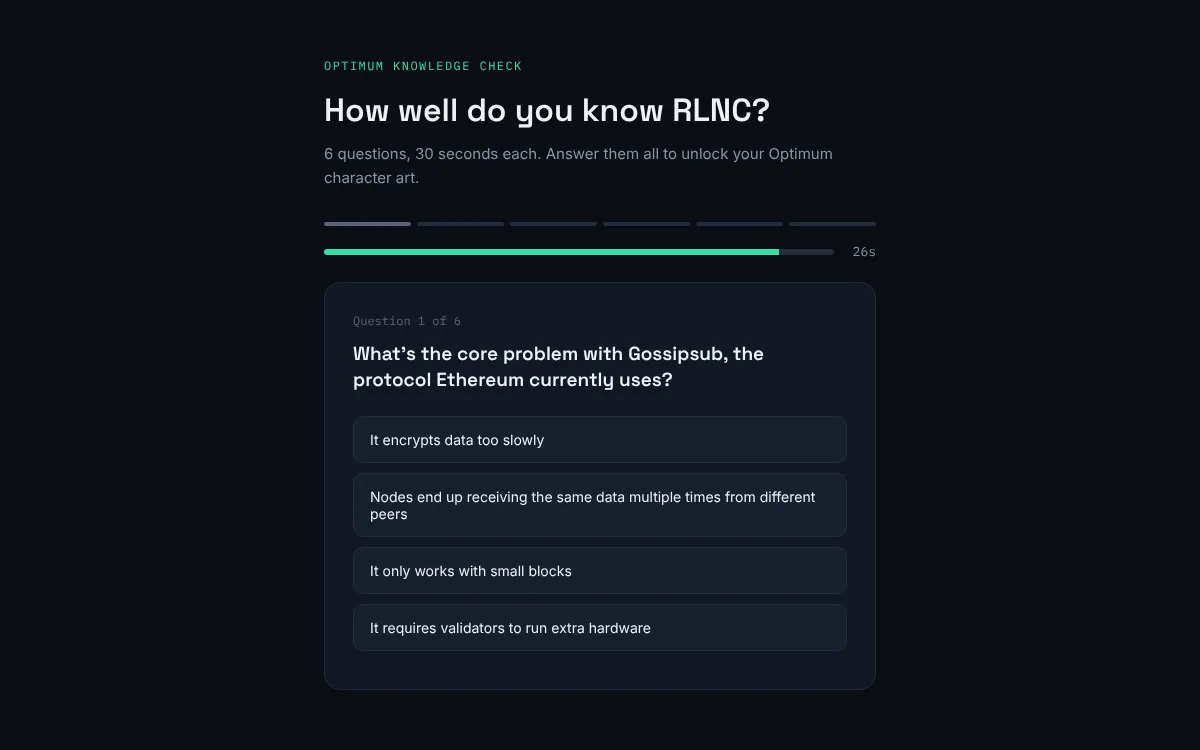 OPTIMUM KNOWLEDGE CHECK
How well do you know RLNC?
6 questions, 30 seconds each. Answer them all to unlock your Optimum
character art.
26s
Question 1 of 6
What's the core problem with Gossipsub, the
protocol Ethereum currently uses?
It encrypts data too slowly
Nodes end up receiving the same data multiple times from different
peers
It only works with small blocks
It requires validators to run extra hardware